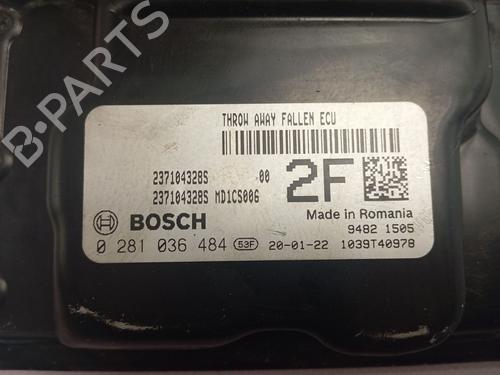 THROW AWAY FALLEN ECU
237104328S 00
237104328S MD1CS006
2F
BOSCH
Made in Romania
9482 1505
0 281 036 484 53F 20-01-22 1039T40978
B-PARTS